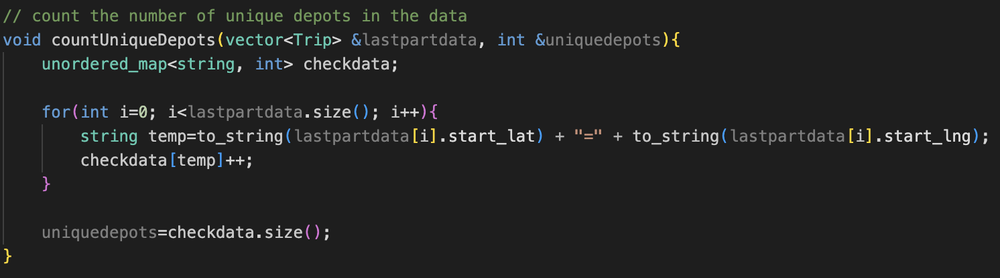 // count the number of unique depots in the data
void countUniqueDepots(vector<Trip> &lastpartdata, int &uniquedepots){
    unordered_map<string, int> checkdata;
    for(int i=0; i<lastpartdata.size(); i++){
        string temp=to_string(lastpartdata[i].start_lat) + "=" + to_string(lastpartdata[i].start_lng);
        checkdata[temp]++;
    }
    uniquedepots=checkdata.size();
}